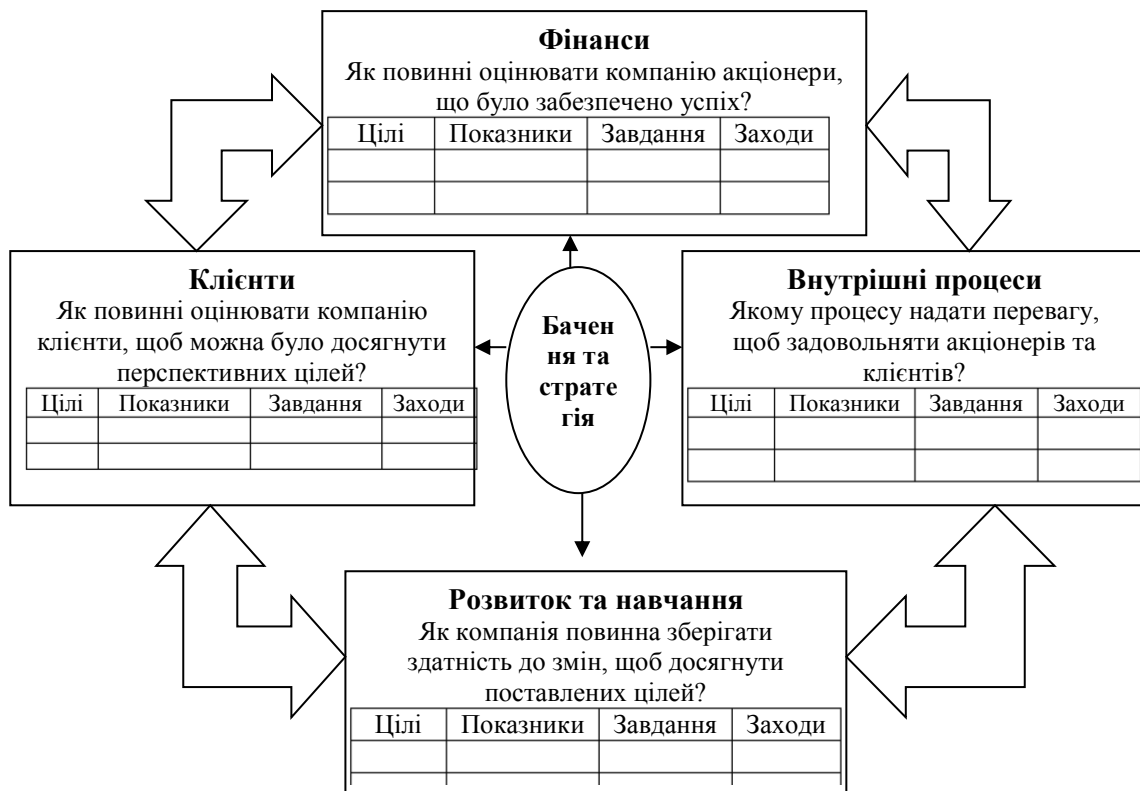 Фінанси
Як повинні оцінювати компанію акціонери,
що було забезпечено успіх?
Цілі Показники Завдання Заходи
Клієнти
Як повинні оцінювати компанію
клієнти, щоб можна було досягнути
перспективних цілей?
Цілі Показники Завдання Заходи
Бачен
ня та
страте
гія
Внутрішні процеси
Якому процесу надати перевагу,
щоб задовольняти акціонерів та
клієнтів?
Цілі Показники Завдання Заходи
Розвиток та навчання
Як компанія повинна зберігати
здатність до змін, щоб досягнути
поставлених цілей?
Цілі Показники Завдання Заходи